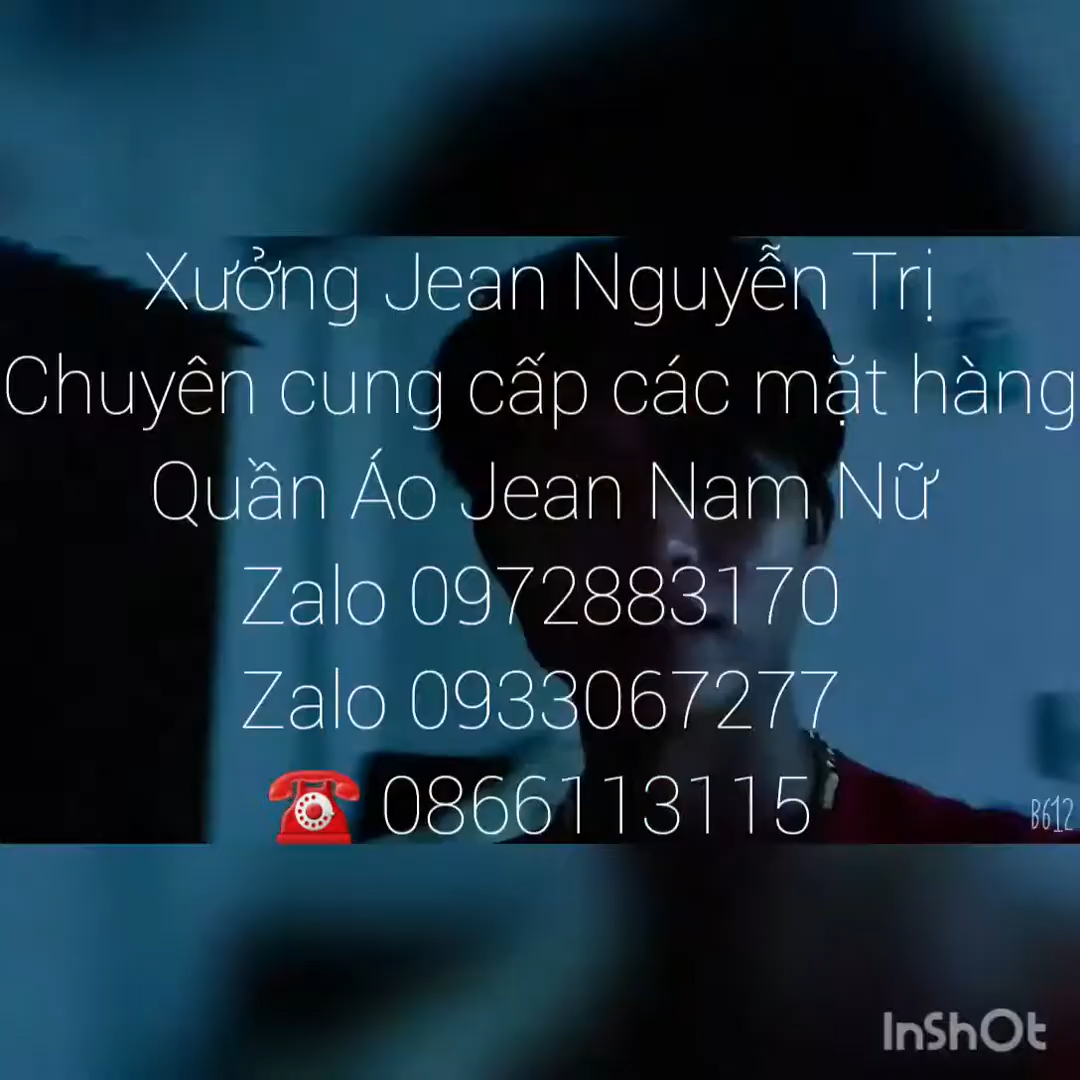 Xưởng Jean Nguyễn Trị
Chuyên cung cấp các mặt hàng
Quần Áo Jean Nam Nữ
Zalo 0972883170
Zalo 0933067277
☎ 0866113115
B612
InShOt